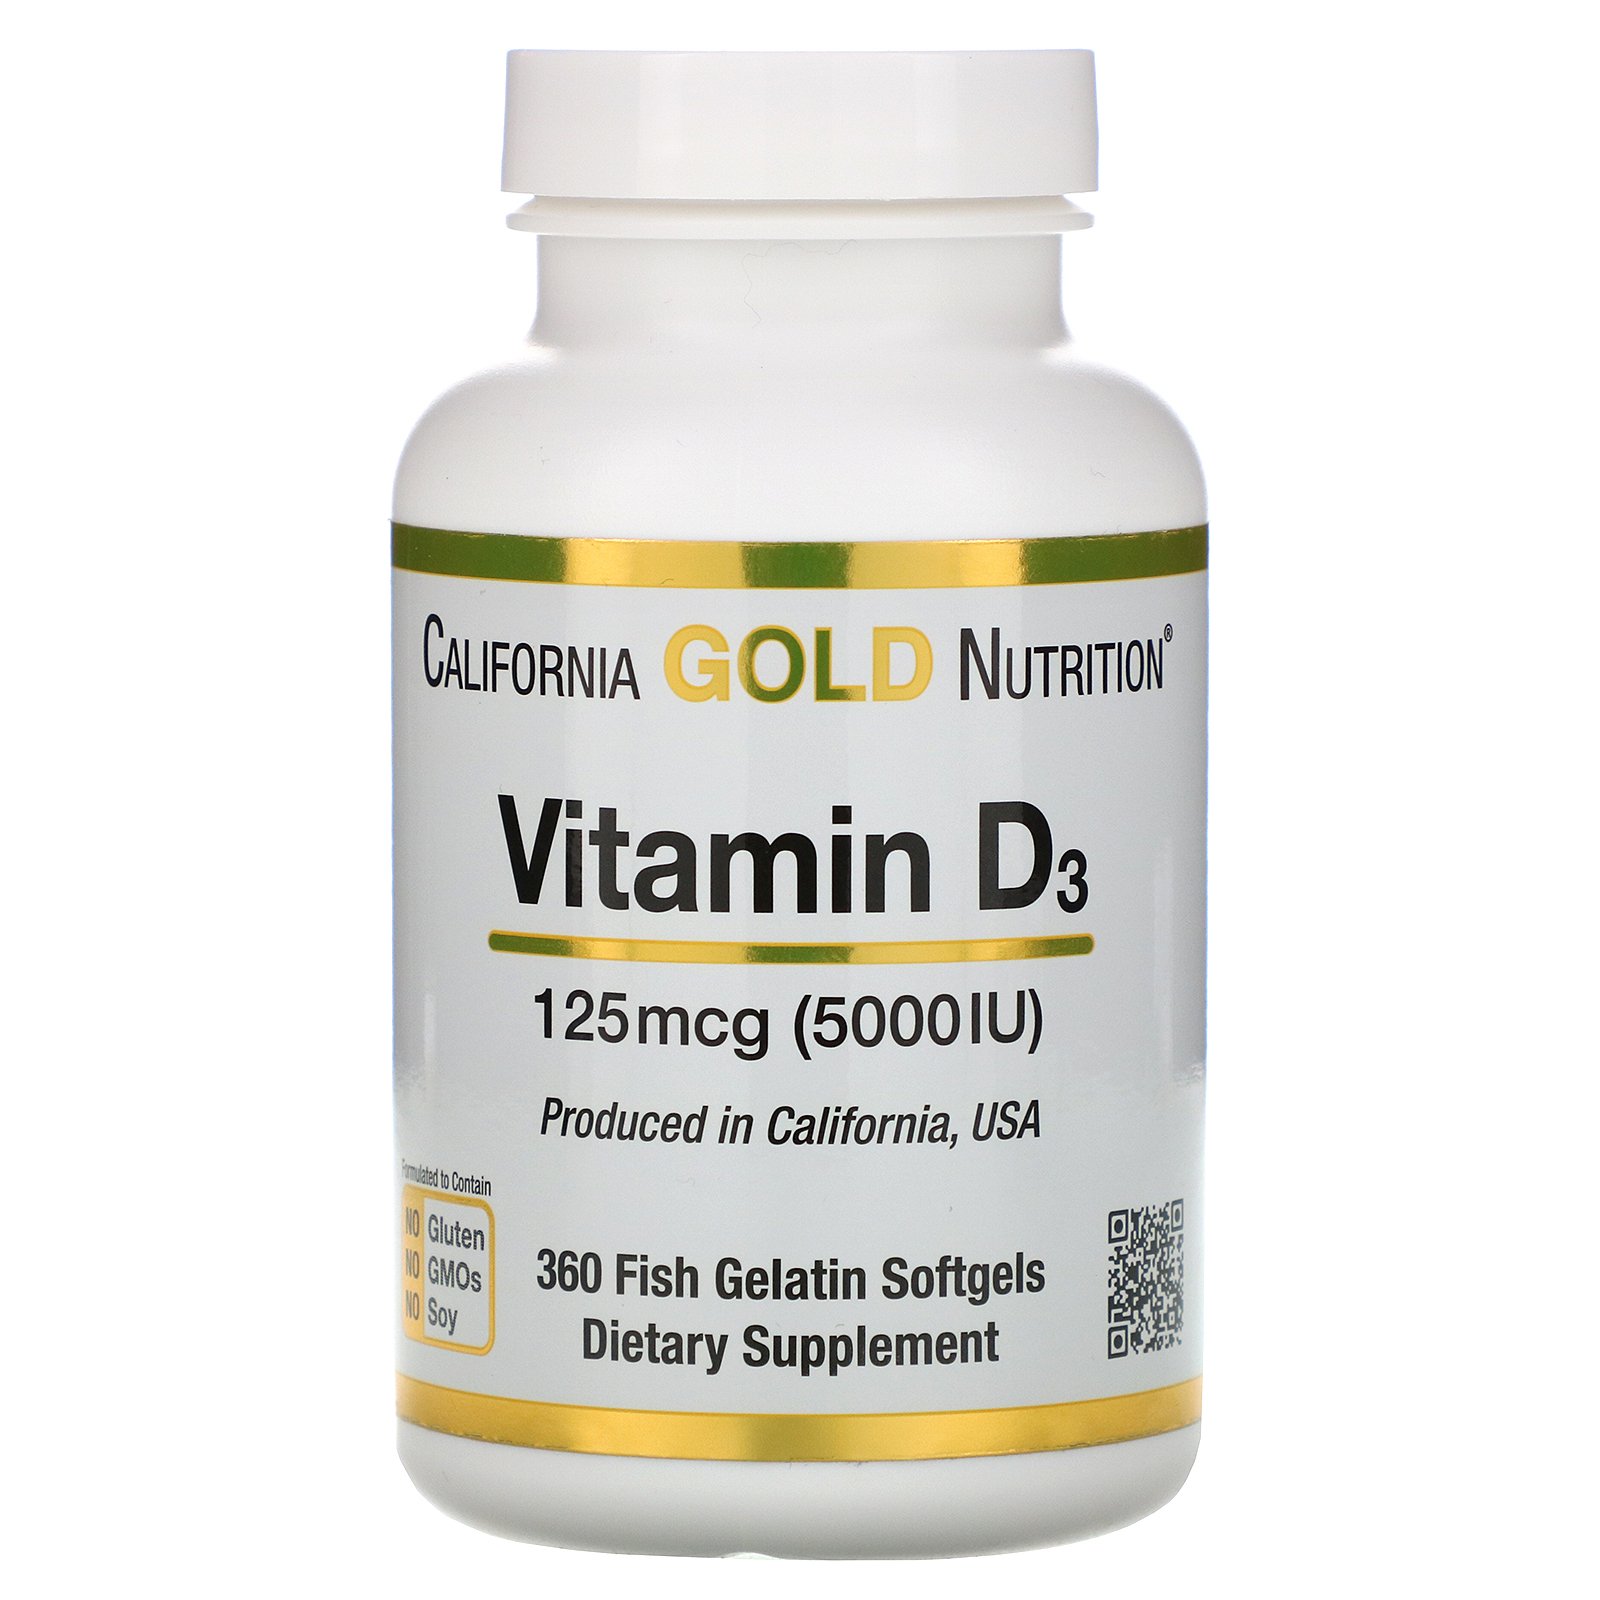 CALIFORNIA GOLD NUTRITION®
Vitamin D3
125mcg (5000IU)
Produced in California, USA
Formulated to Contain
NO Gluten
NO GMOs
NO Soy
360 Fish Gelatin Softgels
Dietary Supplement